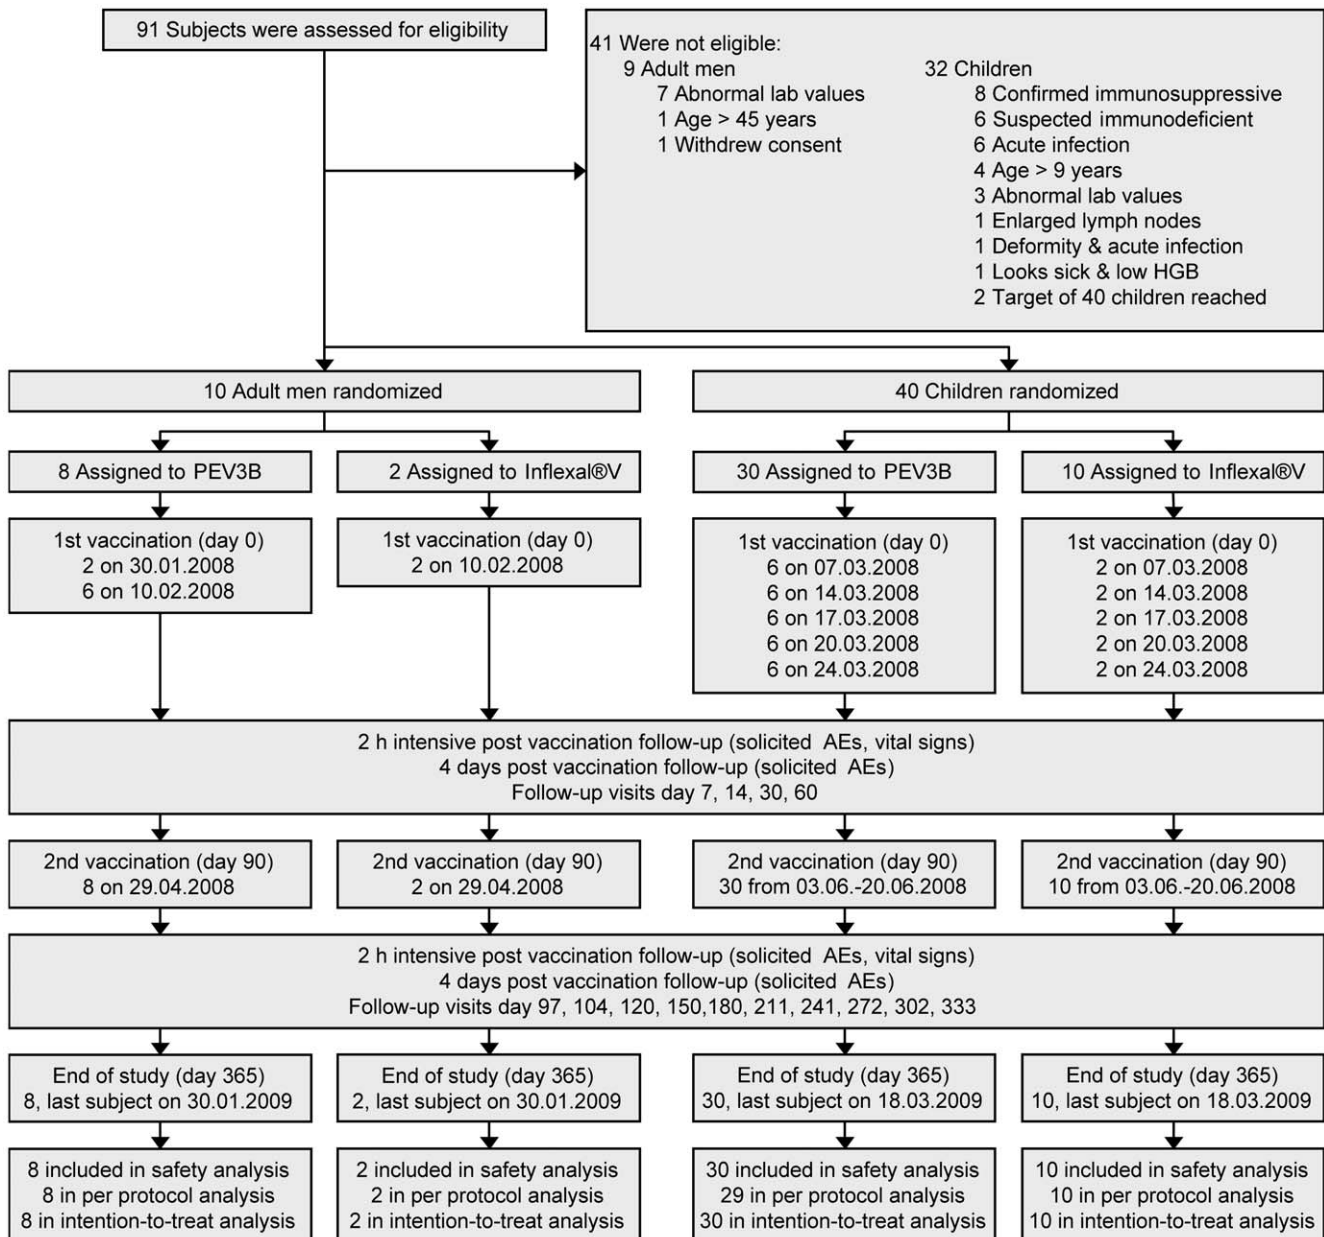 91 Subjects were assessed for eligibility
41 Were not eligible:
9 Adult men
7 Abnormal lab values
1 Age > 45 years
1 Withdrew consent
32 Children
8 Confirmed immunosuppressive
6 Suspected immunodeficient
6 Acute infection
4 Age > 9 years
3 Abnormal lab values
1 Enlarged lymph nodes
1 Deformity & acute infection
1 Looks sick & low HGB
2 Target of 40 children reached
10 Adult men randomized
40 Children randomized
8 Assigned to PEV3B
2 Assigned to Inflexal®V
30 Assigned to PEV3B
10 Assigned to Inflexal®V
1st vaccination (day 0)
2 on 30.01.2008
6 on 10.02.2008
1st vaccination (day 0)
2 on 10.02.2008
1st vaccination (day 0)
6 on 07.03.2008
6 on 14.03.2008
6 on 17.03.2008
6 on 20.03.2008
6 on 24.03.2008
1st vaccination (day 0)
2 on 07.03.2008
2 on 14.03.2008
2 on 17.03.2008
2 on 20.03.2008
2 on 24.03.2008
2 h intensive post vaccination follow-up (solicited AEs, vital signs)
4 days post vaccination follow-up (solicited AEs)
Follow-up visits day 7, 14, 30, 60
2nd vaccination (day 90)
8 on 29.04.2008
2nd vaccination (day 90)
2 on 29.04.2008
2nd vaccination (day 90)
30 from 03.06.-20.06.2008
2nd vaccination (day 90)
10 from 03.06.-20.06.2008
2 h intensive post vaccination follow-up (solicited AEs, vital signs)
4 days post vaccination follow-up (solicited AEs)
Follow-up visits day 97, 104, 120, 150,180, 211, 241, 272, 302, 333
End of study (day 365)
8, last subject on 30.01.2009
End of study (day 365)
2, last subject on 30.01.2009
End of study (day 365)
30, last subject on 18.03.2009
End of study (day 365)
10, last subject on 18.03.2009
8 included in safety analysis
8 in per protocol analysis
8 in intention-to-treat analysis
2 included in safety analysis
2 in per protocol analysis
2 in intention-to-treat analysis
30 included in safety analysis
29 in per protocol analysis
30 in intention-to-treat analysis
10 included in safety analysis
10 in per protocol analysis
10 in intention-to-treat analysis